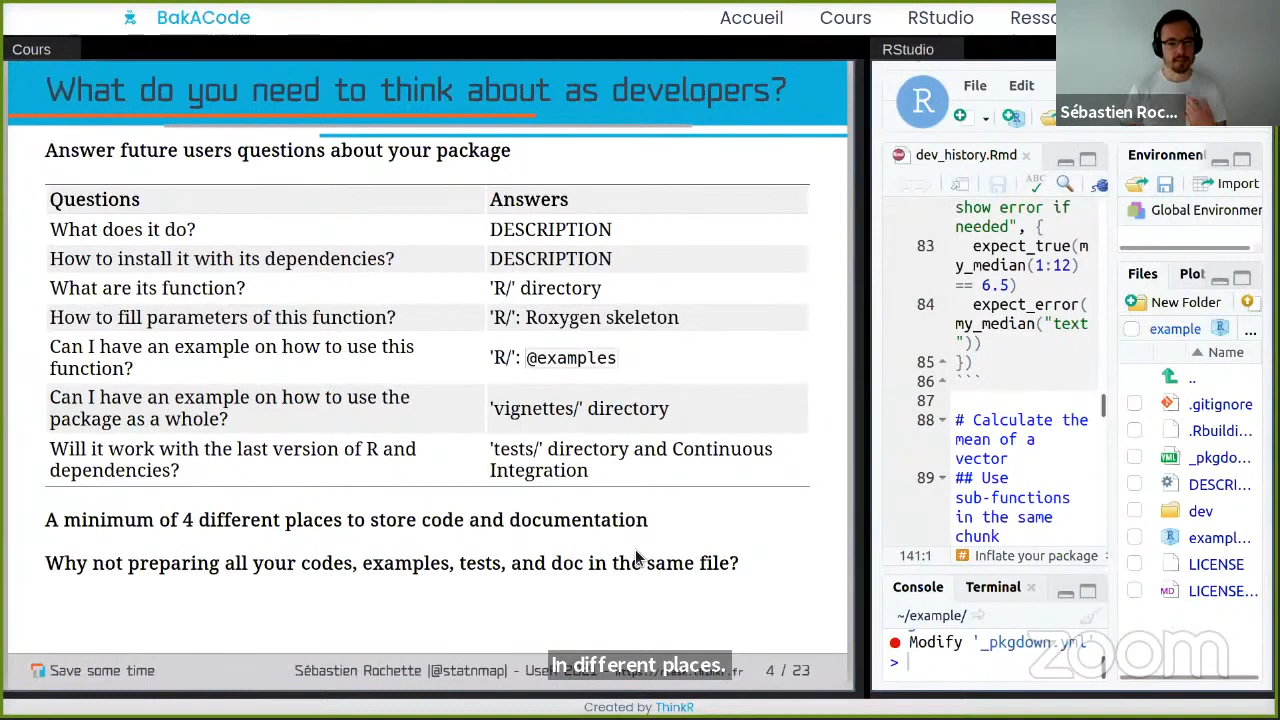 BakACode
Accueil
Cours
RStudio
Cours
RStudio
What do you need to think about as developers?
Answer future users questions about your package
Questions
Answers
What does it do?
DESCRIPTION
How to install it with its dependencies?
DESCRIPTION
What are its function?
'R/' directory
How to fill parameters of this function?
'R/': Roxygen skeleton
Can I have an example on how to use this
function?
'R/': @examples
Can I have an example on how to use the
package as a whole?
'vignettes/' directory
Will it work with the last version of R and
dependencies?
'tests/' directory and Continuous
Integration
A minimum of 4 different places to store code and documentation
Why not preparing all your codes, examples, tests, and doc in the same file?
Save some time
Sébastien Rochette (@statnmap) -
4 / 23
In different places.
Created by ThinkR
R
File
Edit
Sébastien Roc...
dev_history.Rmd
ABC
show error if
needed", {
83
expect_true(m
y_median(1:12)
== 6.5)
84
expect_error(
my_median("text
"))
85
})
86
```
87
88
# Calculate the
mean of a
vector
89
## Use
sub-functions
in the same
chunk
141:1
Inflate your package
Console
Terminal
~/example/
Modify '_pkgdown.yml'
>
Import
Files
New Folder
example
...
Name
..
.gitignore
.Rbuildi...
_pkgdo...
DESCRI...
dev
exampl...
LICENSE
LICENSE...
zoom